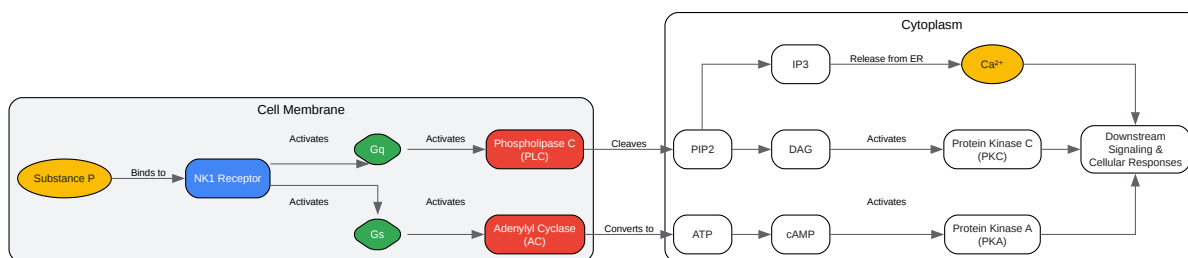 Cytoplasm
IP3
Release from ER
Ca²⁺
Cell Membrane
Activates
Gq
Activates
Phospholipase C
(PLC)
Cleaves
PIP2
DAG
Activates
Protein Kinase C
(PKC)
Downstream
Signaling &
Cellular Responses
Substance P
Binds to
NK1 Receptor
Activates
Gs
Activates
Adenylyl Cyclase
(AC)
Converts to
ATP
cAMP
Activates
Protein Kinase A
(PKA)